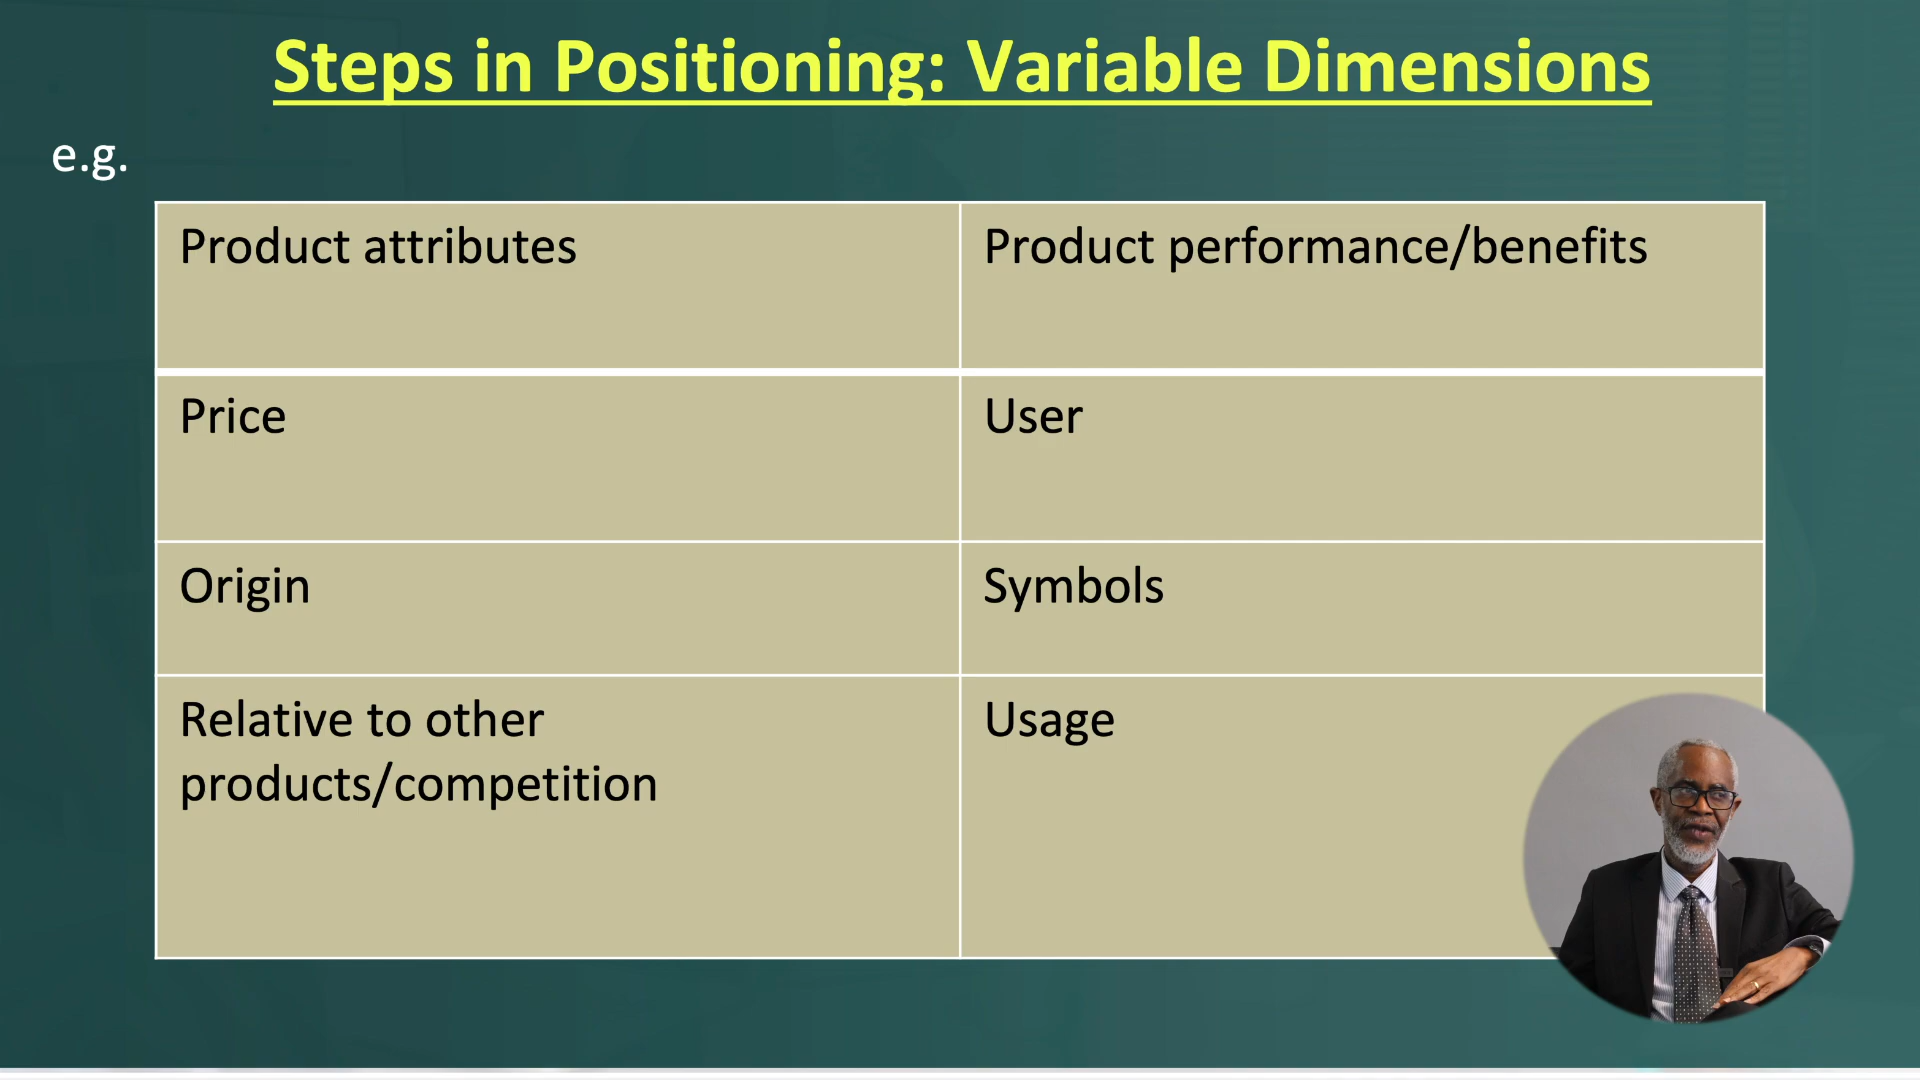 Steps in Positioning: Variable Dimensions
e.g.
Product attributes
Product performance/benefits
Price
User
Origin
Symbols
Relative to other
products/competition
Usage